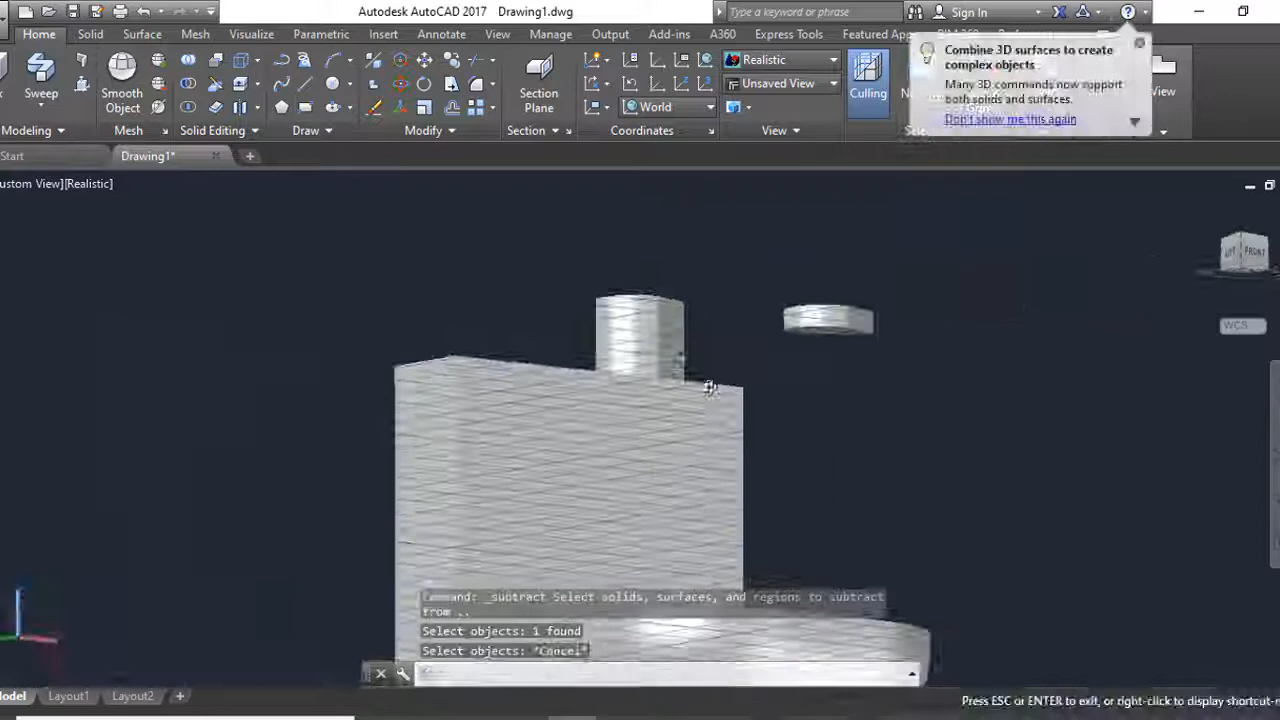 Autodesk AutoCAD 2017 Drawing1.dwg
Type a keyword or phrase
Sign In
Home Solid Surface Mesh Visualize Parametric Insert Annotate View Manage Output Add-ins A360 Express Tools Featured Apps
Combine 3D surfaces to create
complex objects
Many 3D commands now support
both solids and surfaces.
Don't show me this again
Realistic
Unsaved View
World
Sweep
Smooth
Object
Section
Plane
Culling
View
Modeling Mesh Solid Editing Draw Modify Section Coordinates View
Start Drawing1*
ustom View][Realistic]
FRONT
WCS
Command: _subtract Select solids, surfaces, and regions to subtract
from ..
Select objects: 1 found
Select objects: *Cancel*
Model Layout1 Layout2
Press ESC or ENTER to exit, or right-click to display shortcut-